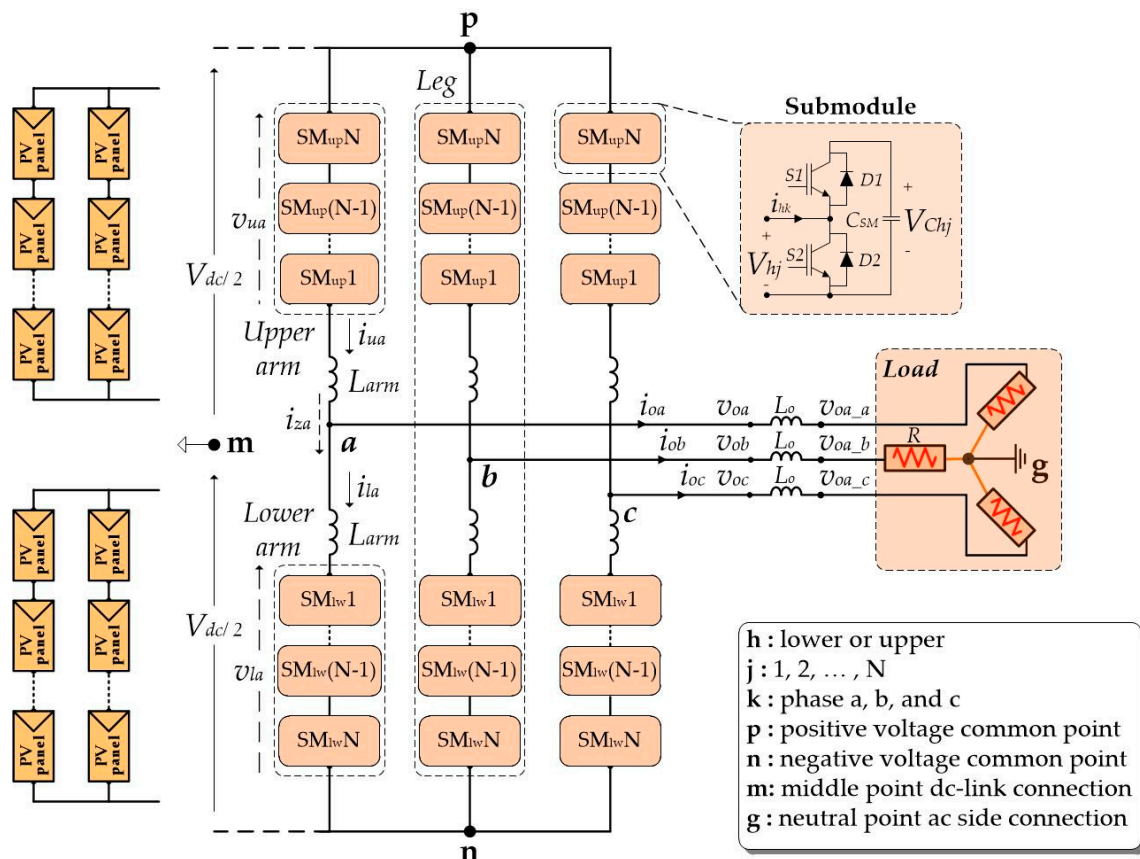 p
Leg
Submodule
PV panel
PV panel
PV panel
PV panel
PV panel
PV panel
SMupN
SMupN
SMupN
SMup(N-1)
SMup(N-1)
SMup(N-1)
SMup1
SMup1
SMup1
vua
Vdc/2
S1
D1
ihk
CSM
+
VChj
-
+
Vhj
-
S2
D2
Upper
arm
iua
Larm
iza
m
a
b
c
ioa
voa
Lo
voa_a
iob
vob
Lo
voa_b
ioc
voc
Lo
voa_c
Load
R
g
ila
Lower
arm
Larm
PV panel
PV panel
PV panel
PV panel
PV panel
PV panel
Vdc/2
vla
SMlw1
SMlw1
SMlw1
SMlw(N-1)
SMlw(N-1)
SMlw(N-1)
SMlwN
SMlwN
SMlwN
n
h : lower or upper
j : 1, 2, … , N
k : phase a, b, and c
p : positive voltage common point
n : negative voltage common point
m: middle point dc-link connection
g : neutral point ac side connection